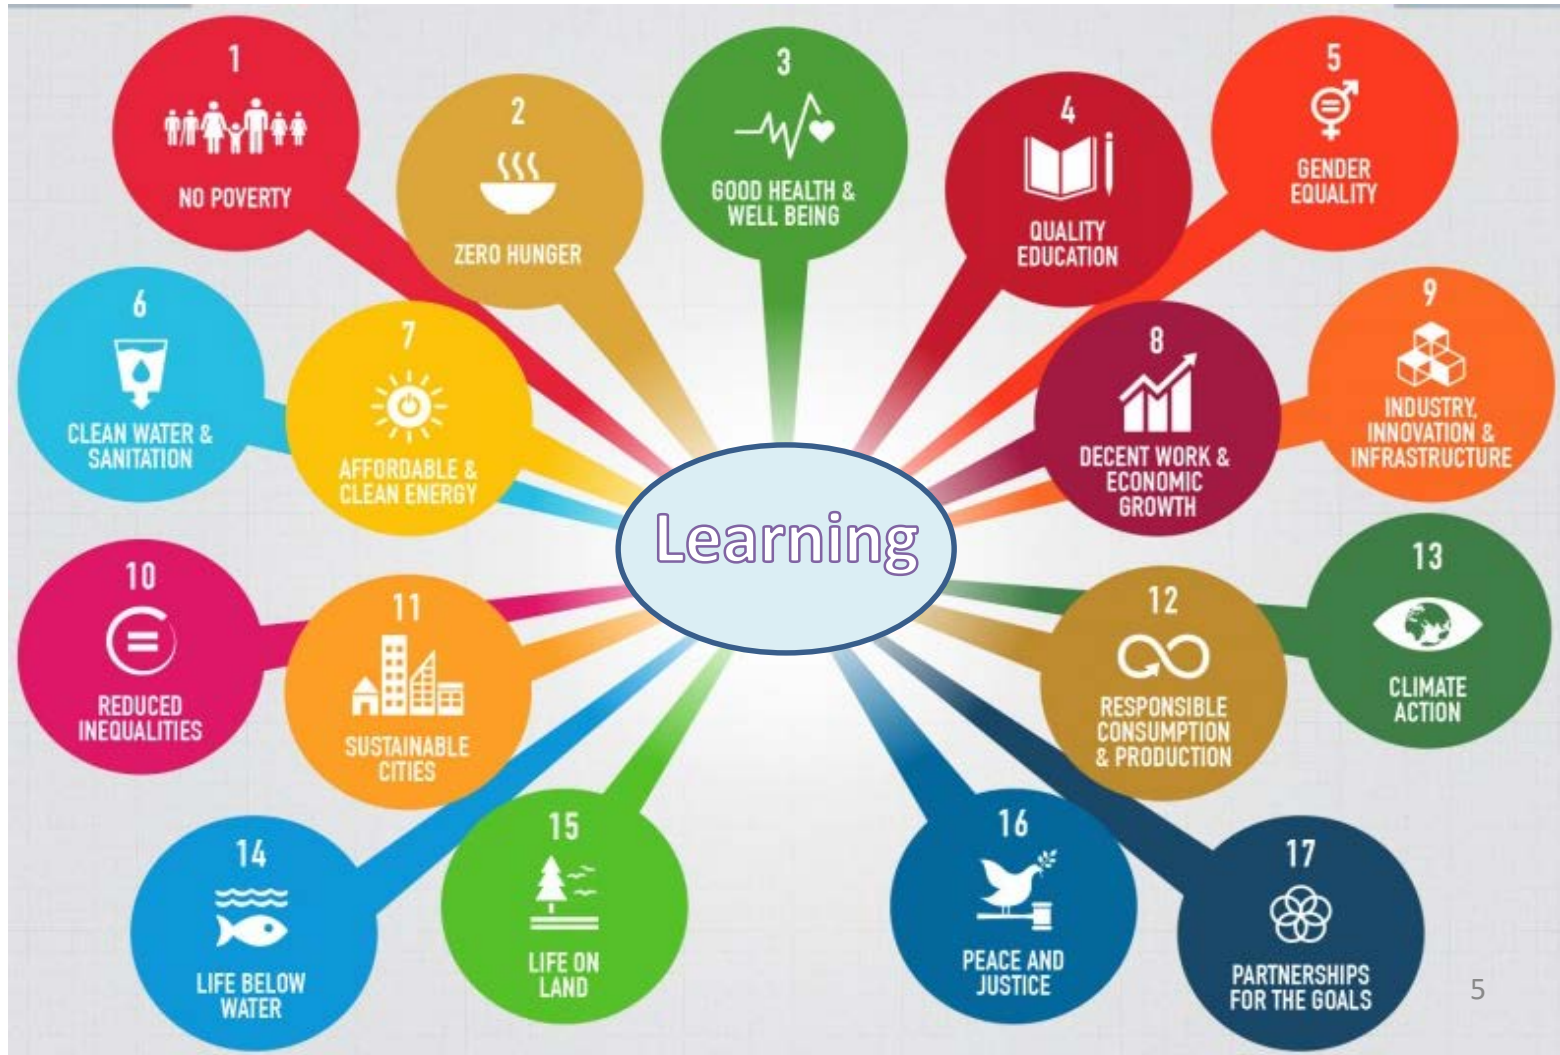 1
NO POVERTY
2
ZERO HUNGER
3
GOOD HEALTH &
WELL BEING
4
QUALITY
EDUCATION
5
GENDER
EQUALITY
6
CLEAN WATER &
SANITATION
7
AFFORDABLE &
CLEAN ENERGY
8
DECENT WORK &
ECONOMIC
GROWTH
9
INDUSTRY,
INNOVATION &
INFRASTRUCTURE
Learning
10
REDUCED
INEQUALITIES
11
SUSTAINABLE
CITIES
12
RESPONSIBLE
CONSUMPTION
& PRODUCTION
13
CLIMATE
ACTION
14
LIFE BELOW
WATER
15
LIFE ON
LAND
16
PEACE AND
JUSTICE
17
PARTNERSHIPS
FOR THE GOALS
5